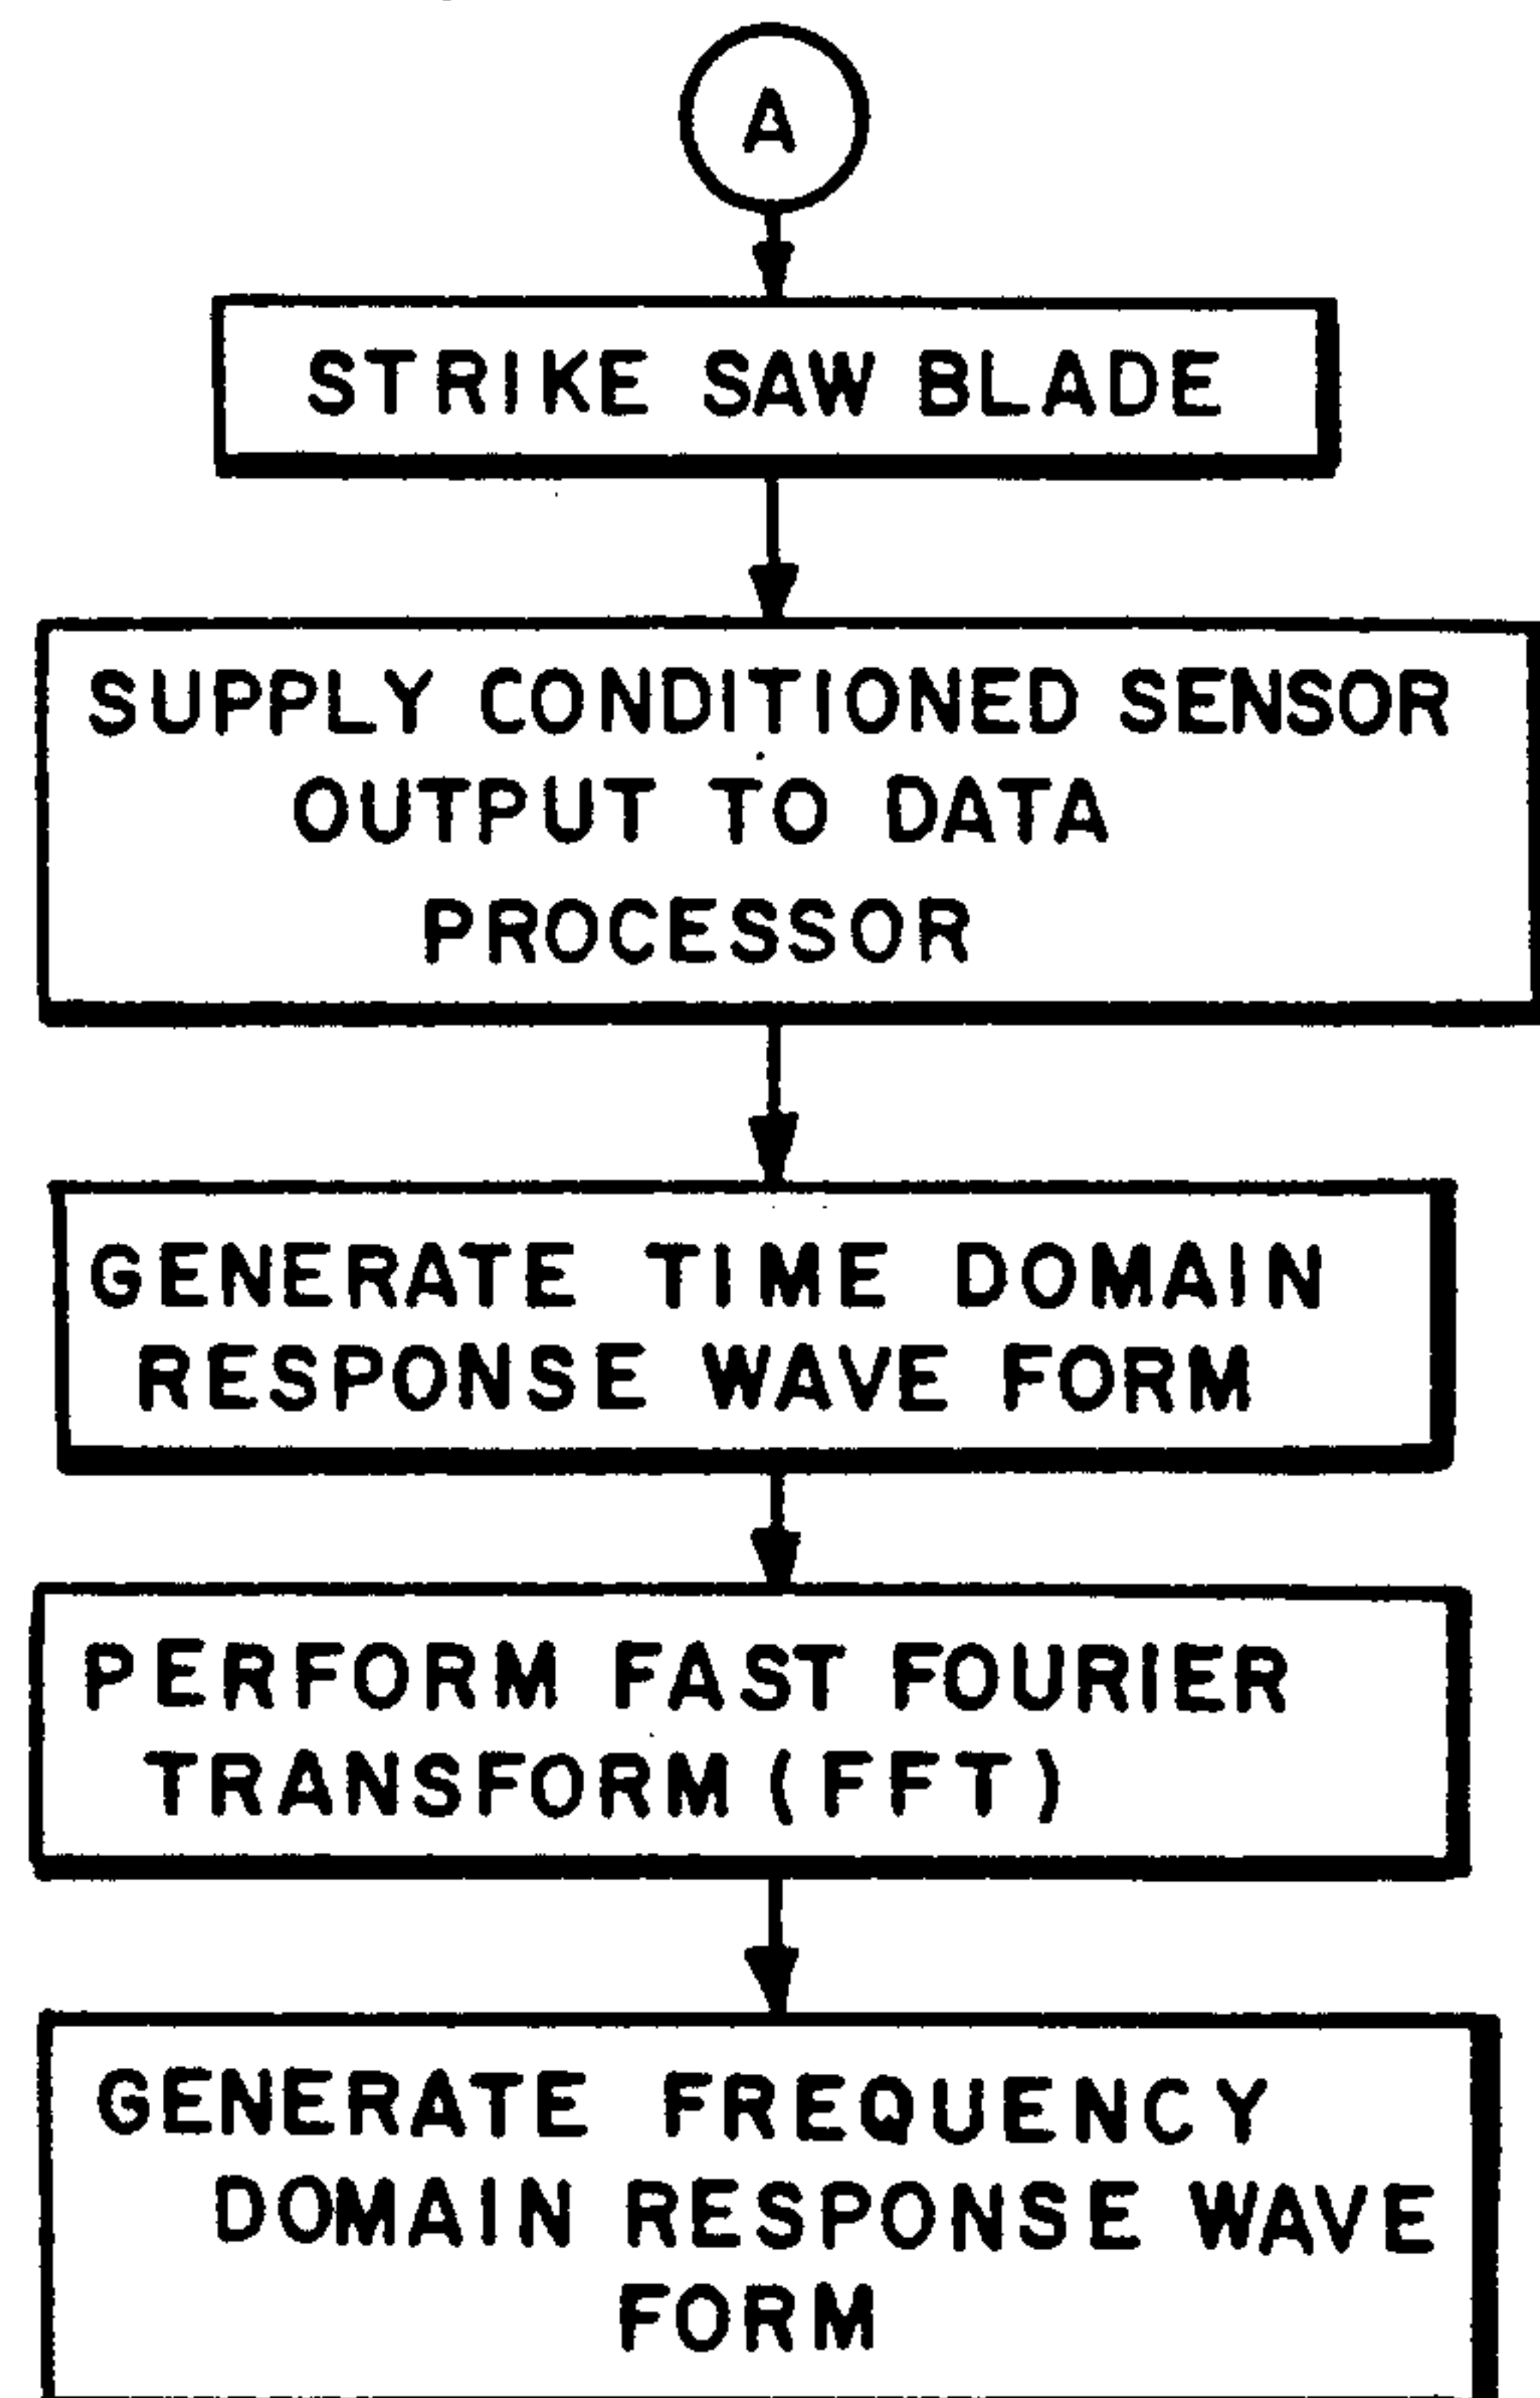 A
STRIKE SAW BLADE
SUPPLY CONDITIONED SENSOR
OUTPUT TO DATA
PROCESSOR
GENERATE TIME DOMAIN
RESPONSE WAVE FORM
PERFORM FAST FOURIER
TRANSFORM (FFT)
GENERATE FREQUENCY
DOMAIN RESPONSE WAVE
FORM